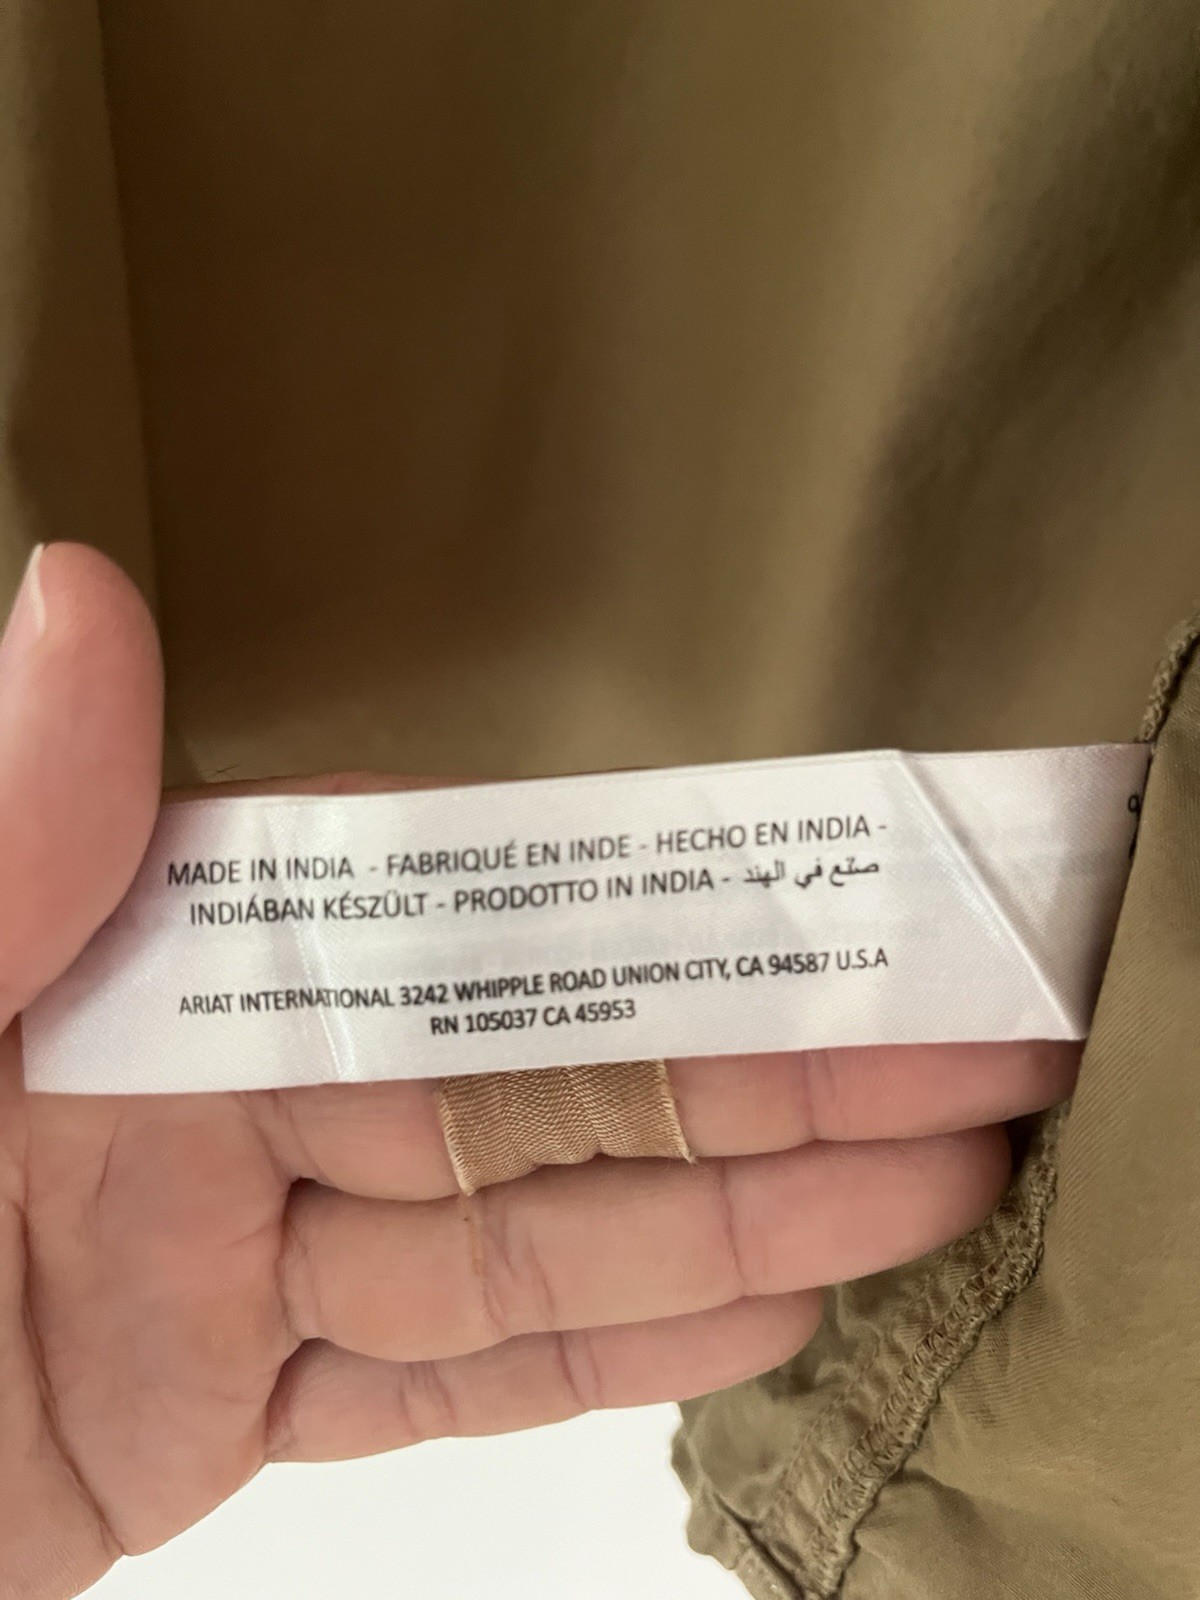 MADE IN INDIA - FABRIQUÉ EN INDE - HECHO EN INDIA -
INDIÁBAN KÉSZÜLT - PRODOTTO IN INDIA - صنع في الهند
ARIAT INTERNATIONAL 3242 WHIPPLE ROAD UNION CITY, CA 94587 U.S.A
RN 105037 CA 45953